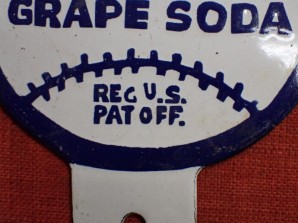 GRAPE SODA
REG U.S.
PAT OFF.